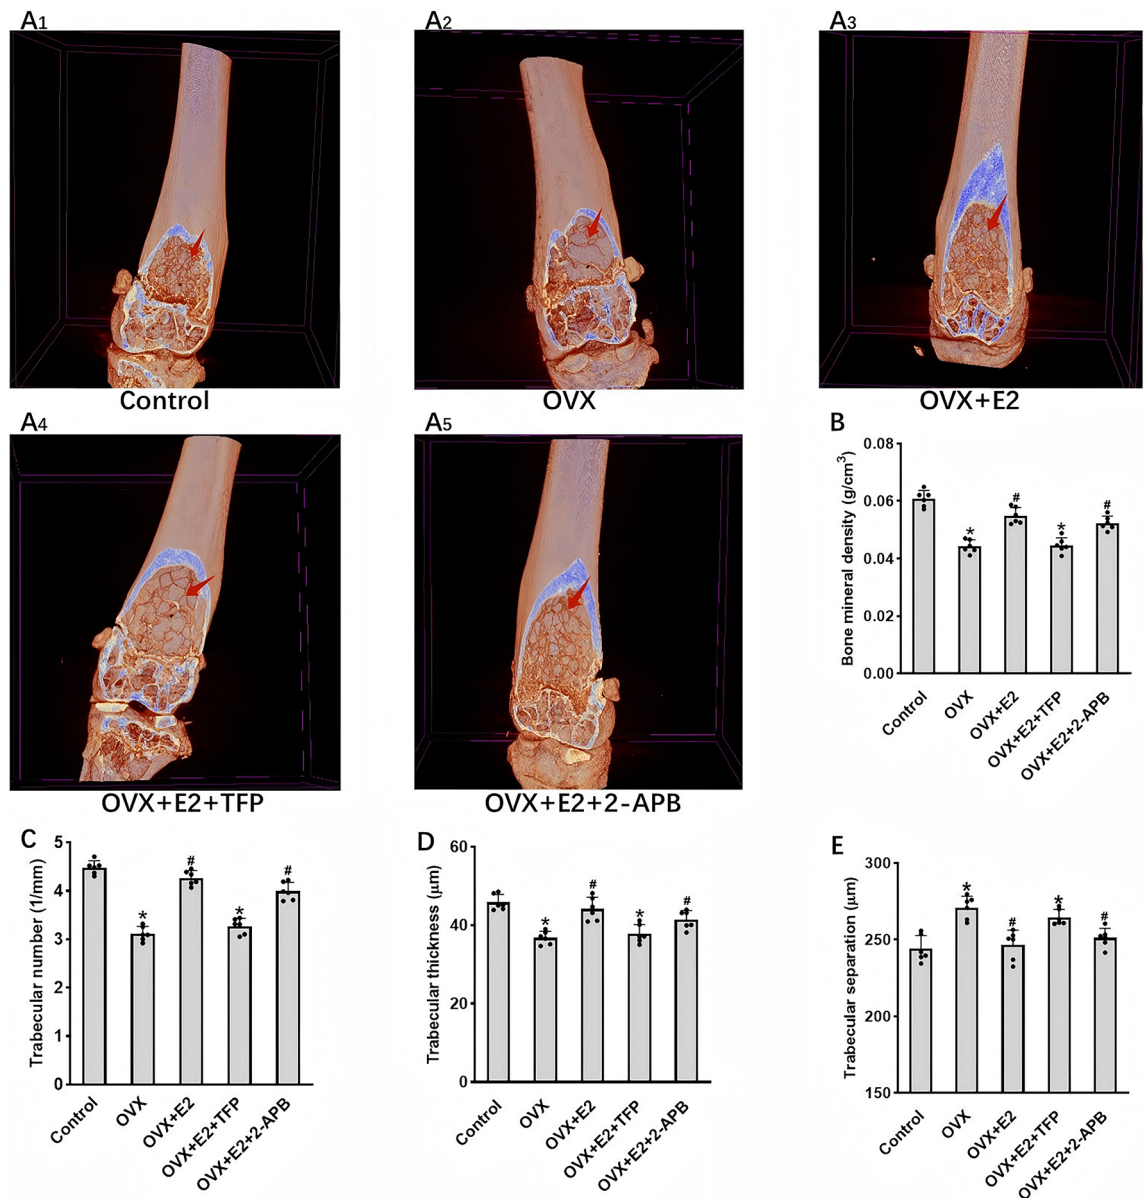 A1
A2
A3
Control
OVX
OVX+E2
A4
A5
B
Bone mineral density (g/cm³)
0.08
0.06
0.04
0.02
0.00
*
#
*
#
Control
OVX
OVX+E2
OVX+E2+TFP
OVX+E2+2-APB
OVX+E2+TFP
OVX+E2+2-APB
C
Trabecular number (1/mm)
5
4
3
2
1
0
*
#
*
#
Control
OVX
OVX+E2
OVX+E2+TFP
OVX+E2+2-APB
D
Trabecular thickness (μm)
60
40
20
0
*
#
*
#
Control
OVX
OVX+E2
OVX+E2+TFP
OVX+E2+2-APB
E
Trabecular separation (μm)
300
250
200
150
*
#
*
#
Control
OVX
OVX+E2
OVX+E2+TFP
OVX+E2+2-APB